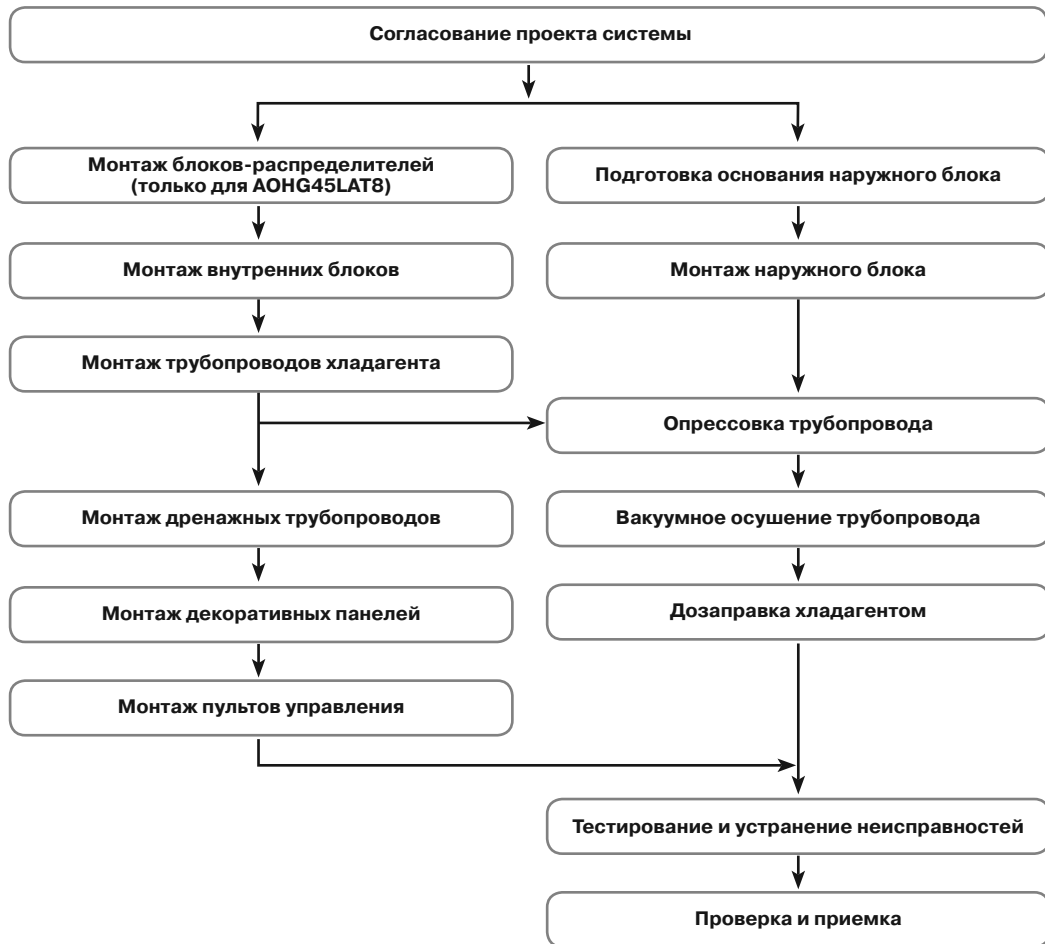 Согласование проекта системы
Монтаж блоков-распределителей
(только для AOHG45LAT8)
Подготовка основания наружного блока
Монтаж внутренних блоков
Монтаж наружного блока
Монтаж трубопроводов хладагента
Опрессовка трубопровода
Монтаж дренажных трубопроводов
Вакуумное осушение трубопровода
Монтаж декоративных панелей
Дозаправка хладагентом
Монтаж пультов управления
Тестирование и устранение неисправностей
Проверка и приемка